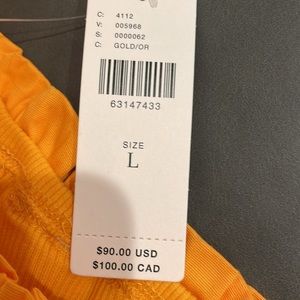 C: 4112
V: 005968
S: 0000062
C: GOLD/OR
63147433
SIZE
L
$90.00 USD
$100.00 CAD